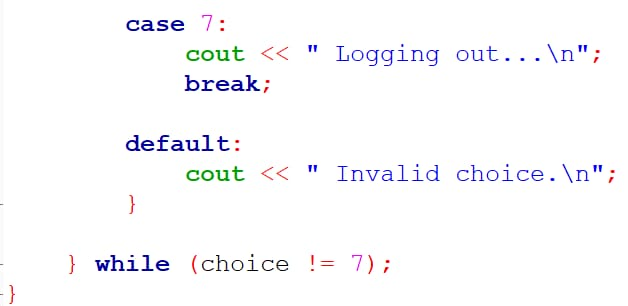 case 7:
cout << " Logging out...\n";
break;
default:
cout << " Invalid choice.\n";
}
} while (choice != 7);
}